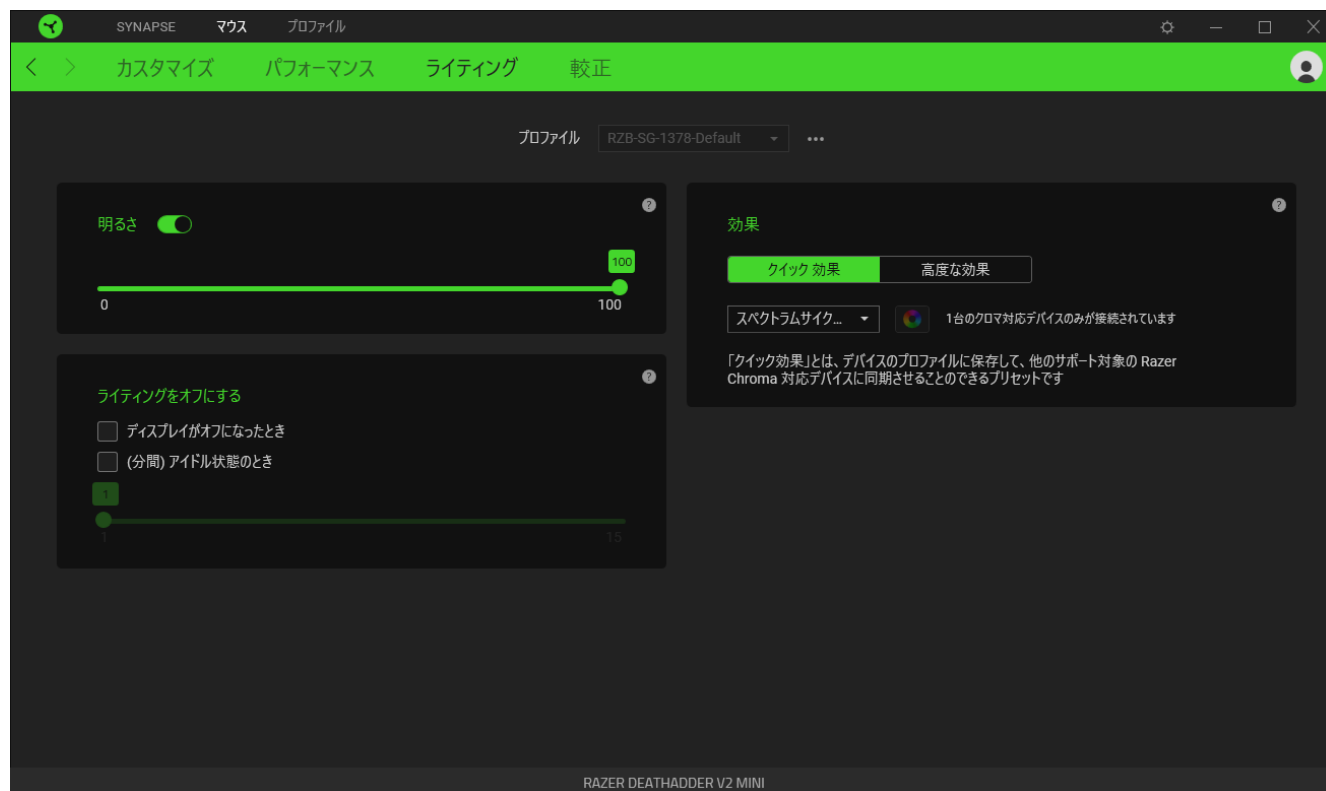 SYNAPSE マウス プロファイル
カスタマイズ パフォーマンス ライティング 較正
プロファイル RZB-SG-1378-Default
明るさ
100
0 100
ライティングをオフにする
ディスプレイがオフになったとき
(分間) アイドル状態のとき
1
1 15
効果
クイック 効果 高度な効果
スペクトラムサイク... 1台のクロマ対応デバイスのみが接続されています
「クイック効果」とは、デバイスのプロファイルに保存して、他のサポート対象の Razer
Chroma 対応デバイスに同期させることのできるプリセットです
RAZER DEATHADDER V2 MINI